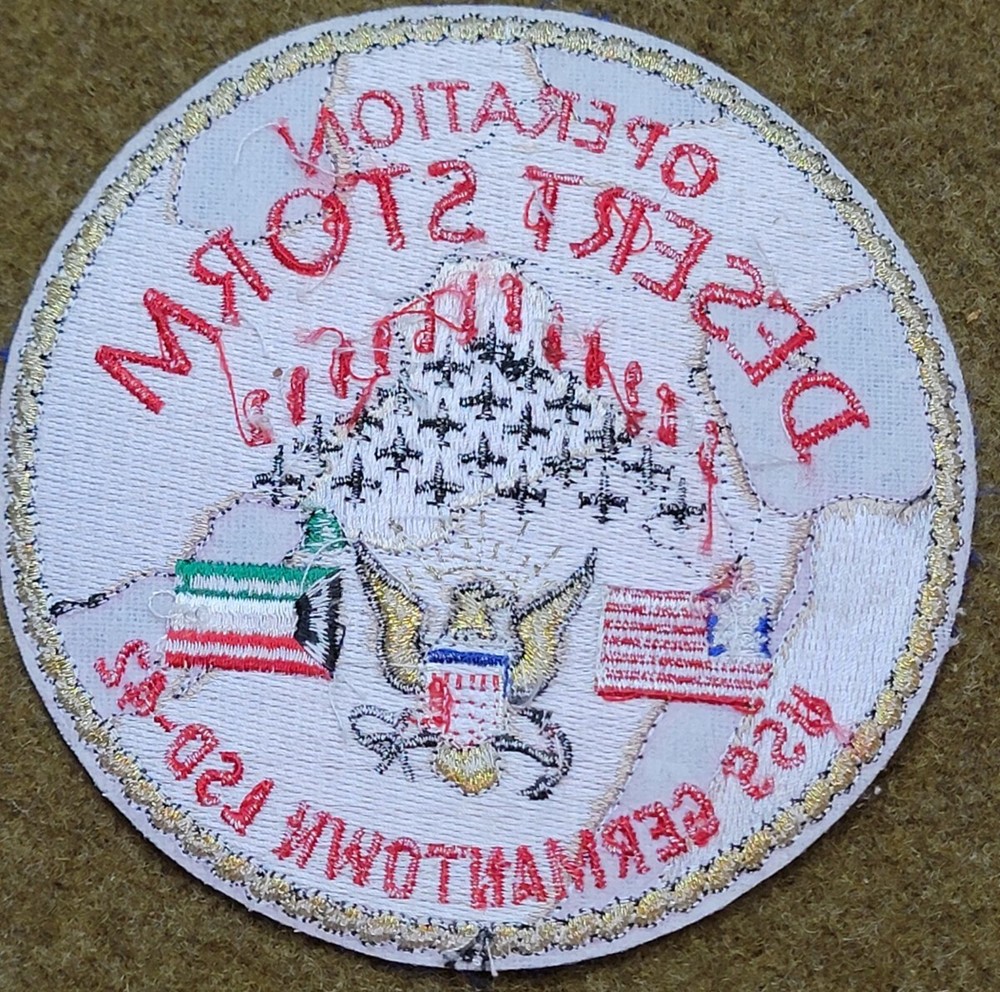 OPERATION
DESERT STORM
USS GERMANTOWN LSD-42